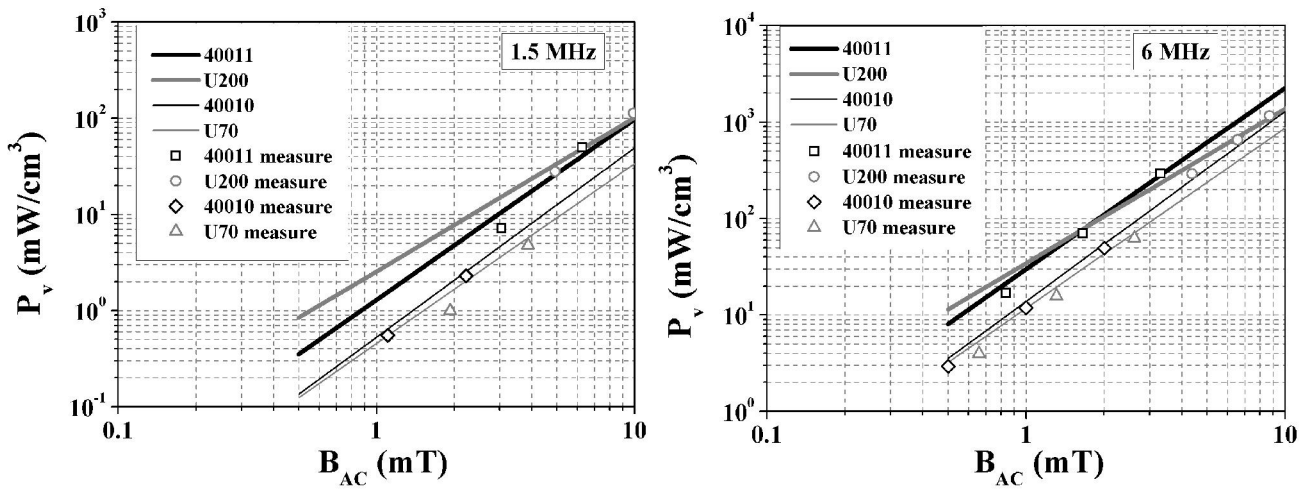 10^3
10^2
10^1
10^0
10^-1
P_v (mW/cm^3)
40011
U200
40010
U70
40011 measure
U200 measure
40010 measure
U70 measure
1.5 MHz
0.1
1
10
B_AC (mT)
10^4
10^3
10^2
10^1
10^0
P_v (mW/cm^3)
40011
U200
40010
U70
40011 measure
U200 measure
40010 measure
U70 measure
6 MHz
0.1
1
10
B_AC (mT)